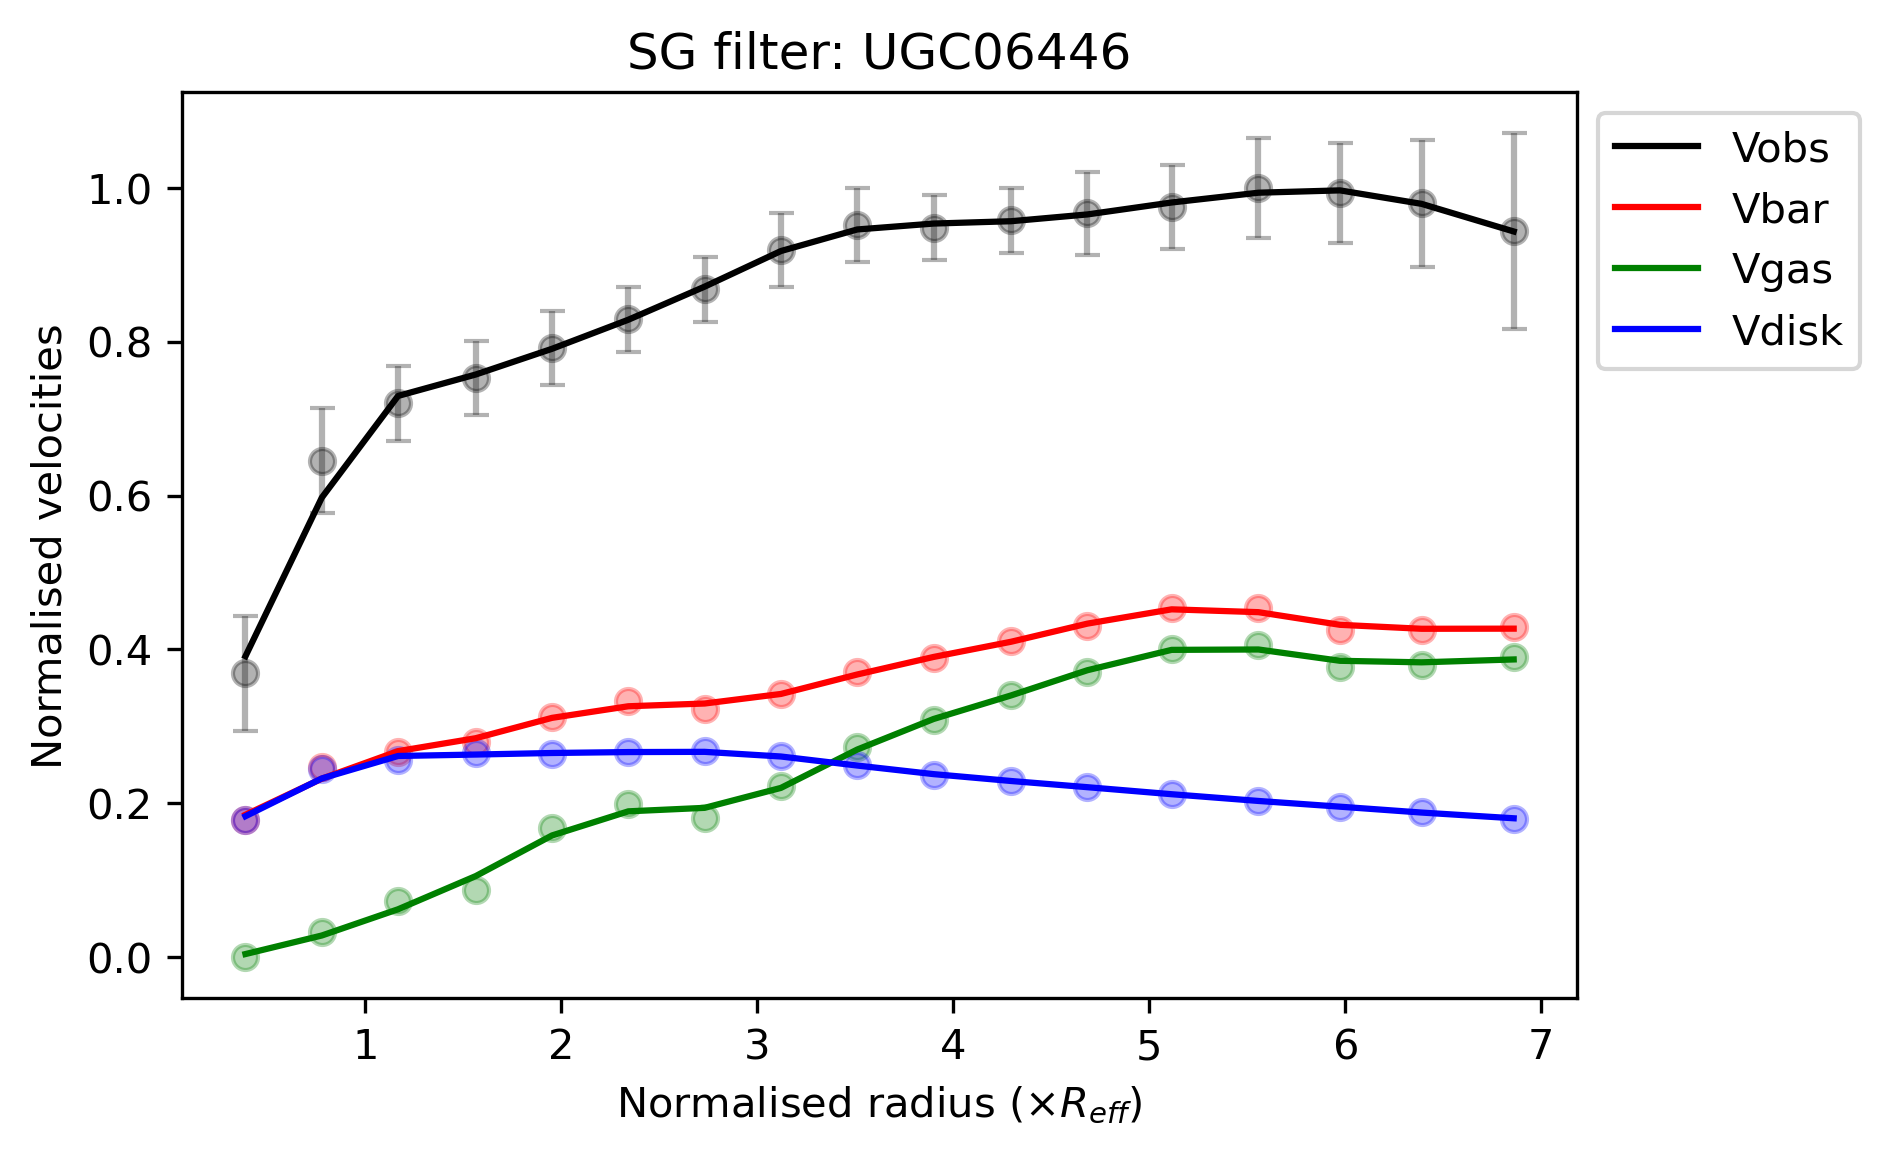 SG filter: UGC06446
Normalised velocities
1.0
0.8
0.6
0.4
0.2
0.0
1 2 3 4 5 6 7
Normalised radius (×R_eff)
Vobs
Vbar
Vgas
Vdisk